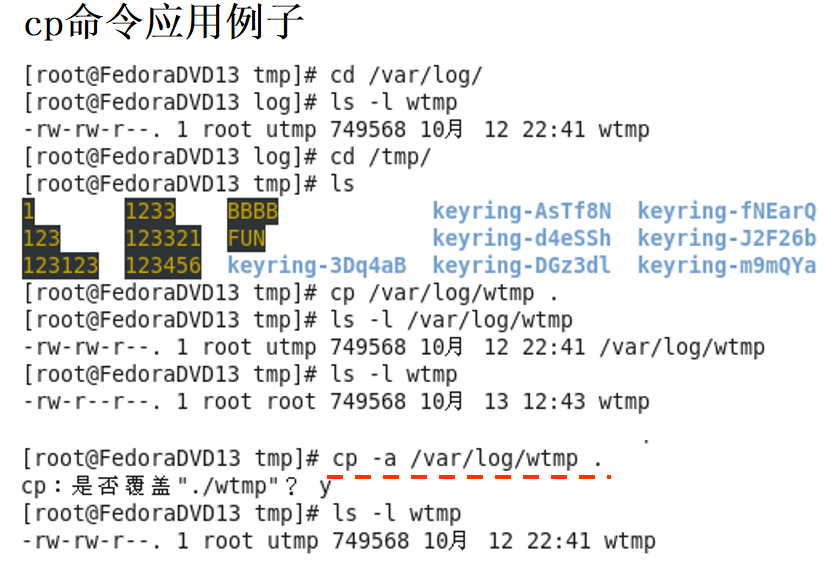 cp命令应用例子
[root@FedoraDVD13 tmp]# cd /var/log/
[root@FedoraDVD13 log]# ls -l wtmp
-rw-rw-r--. 1 root utmp 749568 10月 12 22:41 wtmp
[root@FedoraDVD13 log]# cd /tmp/
[root@FedoraDVD13 tmp]# ls
1 1233 BBBB keyring-AsTf8N keyring-fNEarQ
123 123321 FUN keyring-d4eSSh keyring-J2F26b
123123 123456 keyring-3Dq4aB keyring-DGz3dl keyring-m9mQYa
[root@FedoraDVD13 tmp]# cp /var/log/wtmp .
[root@FedoraDVD13 tmp]# ls -l /var/log/wtmp
-rw-rw-r--. 1 root utmp 749568 10月 12 22:41 /var/log/wtmp
[root@FedoraDVD13 tmp]# ls -l wtmp
-rw-r--r--. 1 root root 749568 10月 13 12:43 wtmp
[root@FedoraDVD13 tmp]# cp -a /var/log/wtmp .
cp：是否覆盖"./wtmp"？ y
[root@FedoraDVD13 tmp]# ls -l wtmp
-rw-rw-r--. 1 root utmp 749568 10月 12 22:41 wtmp